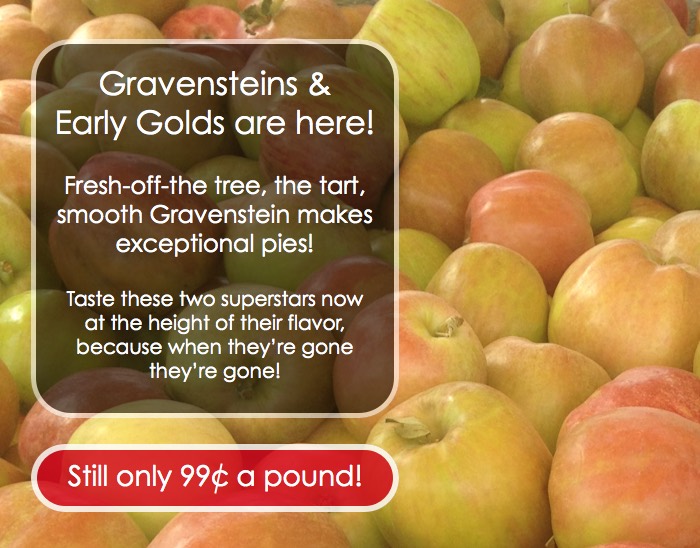 Gravensteins &
Early Golds are here!
Fresh-off-the tree, the tart,
smooth Gravenstein makes
exceptional pies!
Taste these two superstars now
at the height of their flavor,
because when they're gone
they're gone!
Still only 99¢ a pound!